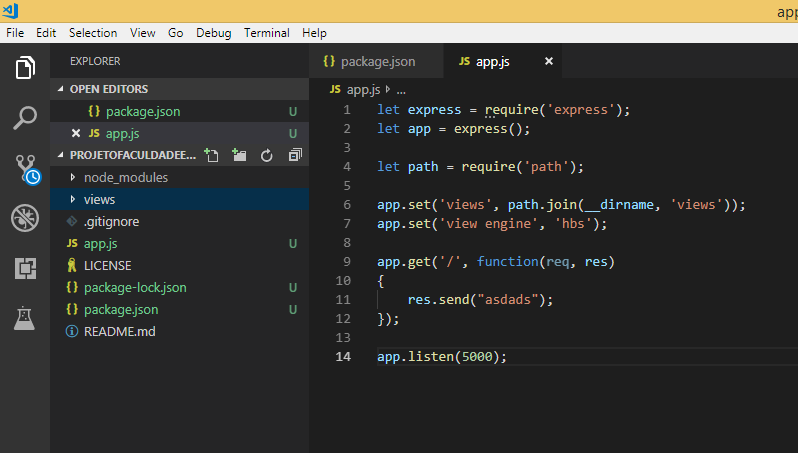 app
File Edit Selection View Go Debug Terminal Help
EXPLORER
OPEN EDITORS
{} package.json U
JS app.js U
PROJETOFACULDADEE...
node_modules
views
.gitignore
JS app.js U
LICENSE
{} package-lock.json U
{} package.json U
README.md
{} package.json JS app.js
JS app.js ...
1 let express = require('express');
2 let app = express();
3
4 let path = require('path');
5
6 app.set('views', path.join(__dirname, 'views'));
7 app.set('view engine', 'hbs');
8
9 app.get('/', function(req, res)
10 {
11 res.send("asdads");
12 });
13
14 app.listen(5000);